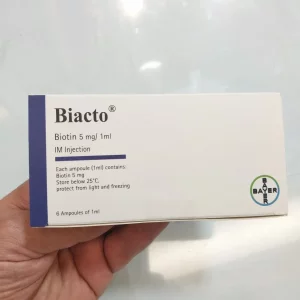 Biacto®
Biotin 5 mg/ 1ml
IM Injection
Each ampoule (1ml) contains:
Biotin 5 mg
Store below 25°C,
protect from light and freezing
6 Ampoules of 1ml
BAYER